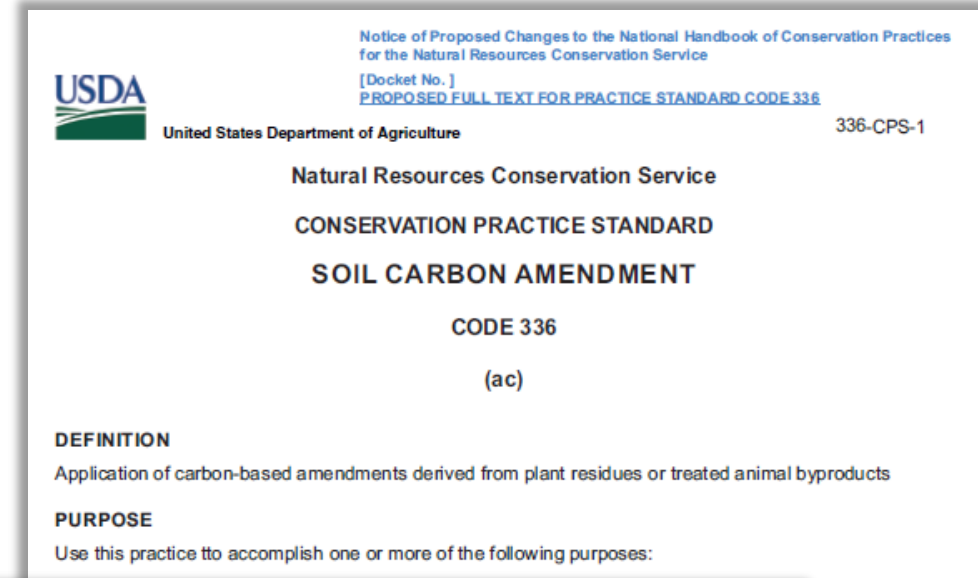 Notice of Proposed Changes to the National Handbook of Conservation Practices
for the Natural Resources Conservation Service
[Docket No. ]
PROPOSED FULL TEXT FOR PRACTICE STANDARD CODE 336
USDA
United States Department of Agriculture
336-CPS-1
Natural Resources Conservation Service
CONSERVATION PRACTICE STANDARD
SOIL CARBON AMENDMENT
CODE 336
(ac)
DEFINITION
Application of carbon-based amendments derived from plant residues or treated animal byproducts
PURPOSE
Use this practice tto accomplish one or more of the following purposes: